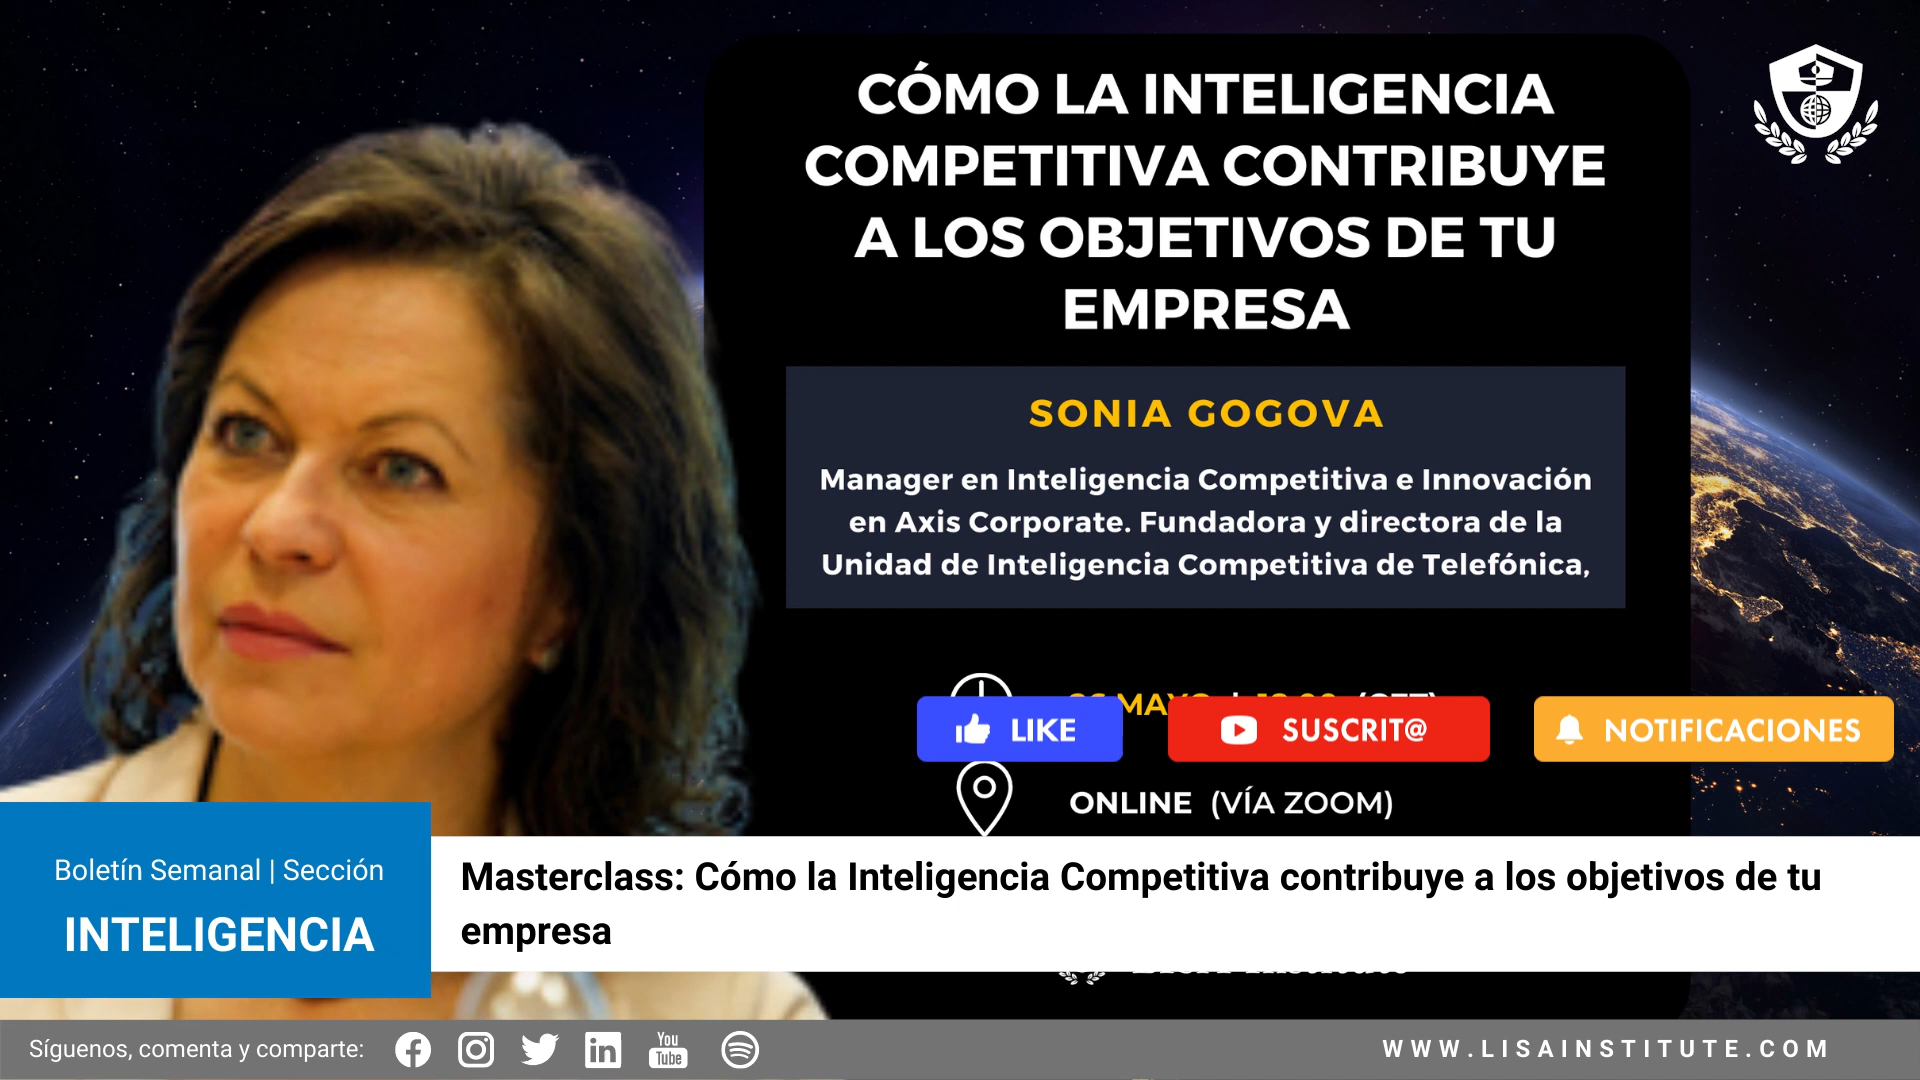 CÓMO LA INTELIGENCIA
COMPETITIVA CONTRIBUYE
A LOS OBJETIVOS DE TU
EMPRESA
SONIA GOGOVA
Manager en Inteligencia Competitiva e Innovación
en Axis Corporate. Fundadora y directora de la
Unidad de Inteligencia Competitiva de Telefónica,
LIKE
SUSCRIT@
NOTIFICACIONES
ONLINE (VÍA ZOOM)
Boletín Semanal | Sección
INTELIGENCIA
Masterclass: Cómo la Inteligencia Competitiva contribuye a los objetivos de tu
empresa
Síguenos, comenta y comparte:
You
Tube
WWW.LISAINSTITUTE.COM